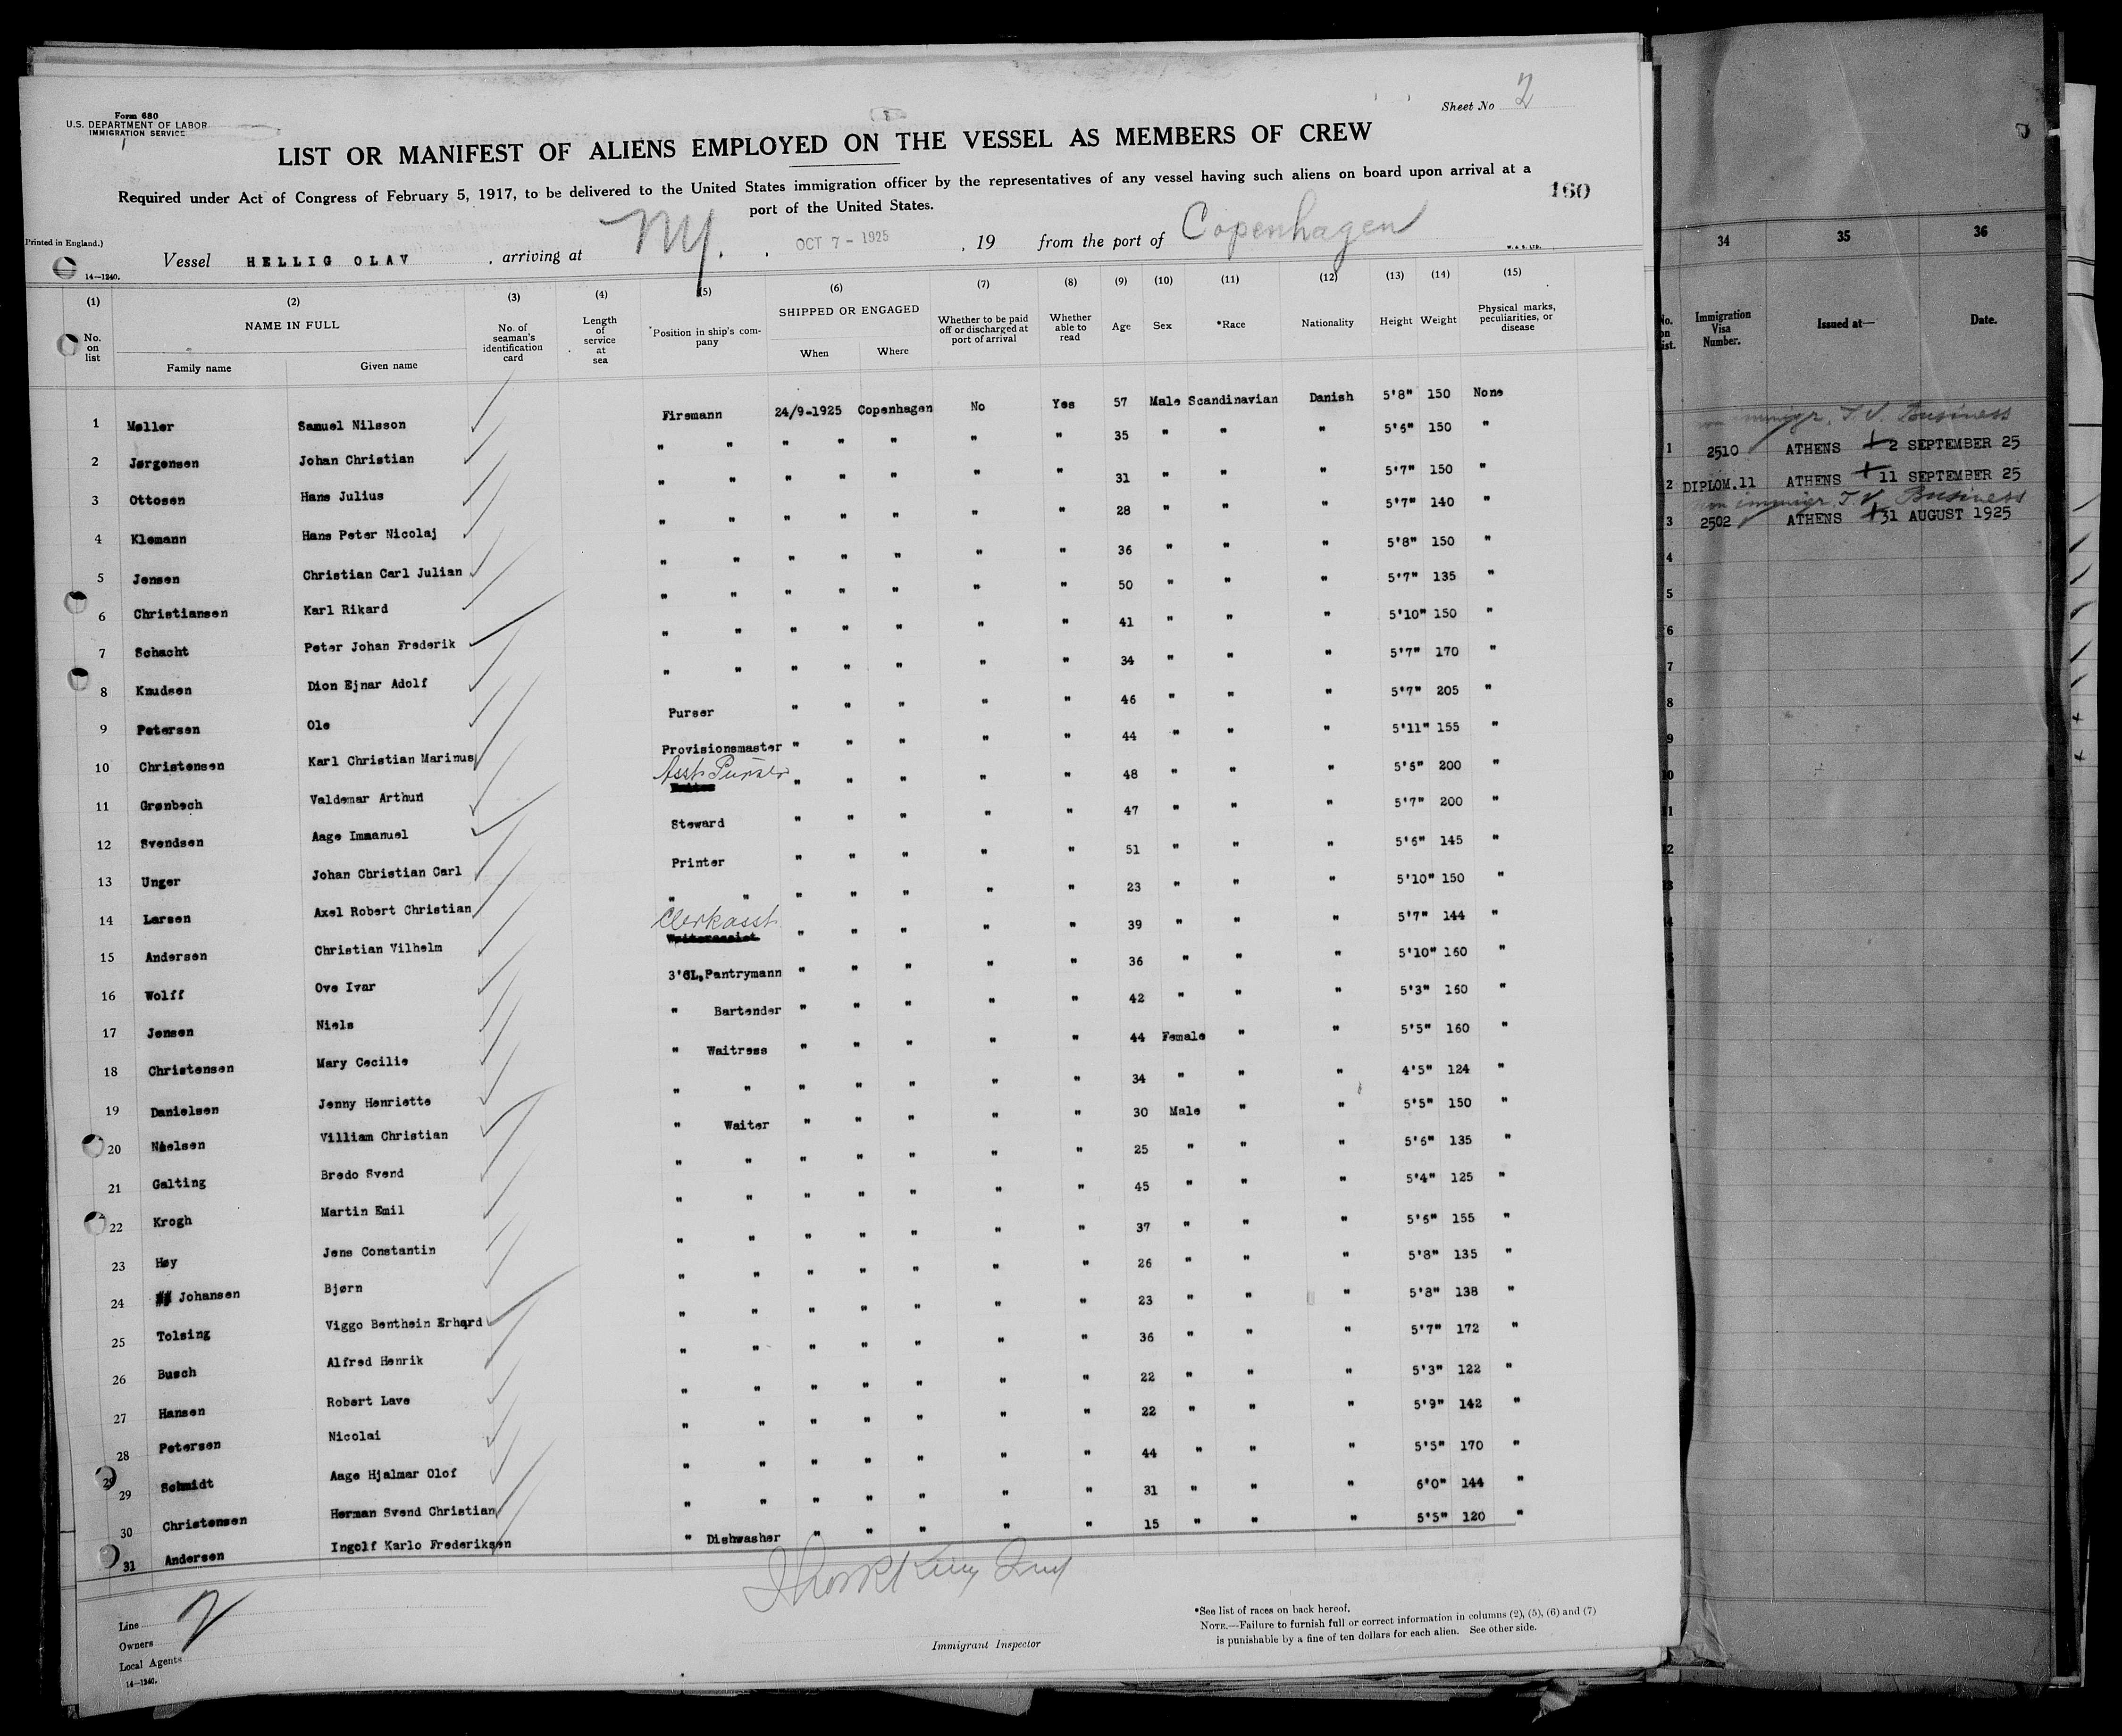 Form 680
U.S. DEPARTMENT OF LABOR
IMMIGRATION SERVICE
Sheet No 2
LIST OR MANIFEST OF ALIENS EMPLOYED ON THE VESSEL AS MEMBERS OF CREW
Required under Act of Congress of February 5, 1917, to be delivered to the United States immigration officer by the representatives of any vessel having such aliens on board upon arrival at a
port of the United States.
160
Printed in England.)
14—1240.
Vessel HELLIG OLAV, arriving at NY. OCT 7 - 1925, 19 from the port of Copenhagen
W. & S. LTD.
(1) (2) (3) (4) (5) (6) (7) (8) (9) (10) (11) (12) (13) (14) (15)
No. on list NAME IN FULL Family name Given name No. of seaman's identification card Length of service at sea Position in ship's company SHIPPED OR ENGAGED When Where Whether to be paid off or discharged at port of arrival Whether able to read Age Sex *Race Nationality Height Weight Physical marks, peculiarities, or disease
1 Møller Samuel Nilsson Firemann 24/9-1925 Copenhagen No Yes 57 Male Scandinavian Danish 5'8" 150 None
2 Jørgensen Johan Christian " " " " " " 35 " " " 5'6" 150 "
3 Ottosen Hans Julius " " " " " " 31 " " " 5'7" 150 "
4 Klemann Hans Peter Nicolaj " " " " " " 28 " " " 5'7" 140 "
5 Jensen Christian Carl Julian " " " " " " 36 " " " 5'8" 150 "
6 Christiansen Karl Rikard " " " " " " 50 " " " 5'7" 135 "
7 Schacht Peter Johan Frederik " " " " " " 41 " " " 5'10" 150 "
8 Knudsen Dion Ejnar Adolf " " " " " " 34 " " " 5'7" 170 "
9 Petersen Ole Purser " " " " " 46 " " " 5'7" 205 "
10 Christensen Karl Christian Marinus Provisionsmaster " " " " " 44 " " " 5'11" 155 "
11 Grønbech Valdemar Arthur Asst Purser " " " " " 48 " " " 5'6" 200 "
12 Svendsen Aage Immanuel Steward " " " " " 47 " " " 5'7" 200 "
13 Unger Johan Christian Carl Printer " " " " " 51 " " " 5'6" 145 "
14 Larsen Axel Robert Christian " " " " " " " 23 " " " 5'10" 150 "
15 Andersen Christian Vilhelm Clerk asst " " " " " 39 " " " 5'7" 144 "
16 Wolff Ove Ivar 3'CL,Pantrymann " " " " " 36 " " " 5'10" 160 "
17 Jensen Niels " Bartender " " " " " 42 " " " 5'3" 160 "
18 Christensen Mary Cecilie " Waitress " " " " " 44 Female " " 5'5" 160 "
19 Danielsen Jenny Henriette " " " " " " " 34 " " " 4'5" 124 "
20 Nielsen Villiam Christian " Waiter " " " " " 30 Male " " 5'5" 150 "
21 Galting Bredo Svend " " " " " " " 25 " " " 5'6" 135 "
22 Krogh Martin Emil " " " " " " " 45 " " " 5'4" 125 "
23 Høy Jens Constantin " " " " " " " 37 " " " 5'6" 155 "
24 Johansen Bjørn " " " " " " " 26 " " " 5'8" 135 "
25 Tolsing Viggo Benthein Erhard " " " " " " " 23 " " " 5'8" 138 "
26 Busch Alfred Henrik " " " " " " " 36 " " " 5'7" 172 "
27 Hansen Robert Lave " " " " " " " 22 " " " 5'3" 122 "
28 Petersen Nicolai " " " " " " " 22 " " " 5'9" 142 "
29 Schmidt Aage Hjalmar Olof " " " " " " " 44 " " " 5'5" 170 "
30 Christensen Herman Svend Christian " " " " " " " 31 " " " 6'0" 144 "
31 Andersen Ingolf Karlo Frederiksen " Dishwasher " " " " " 15 " " " 5'5" 120 "
Line
Owners
Local Agents
14—1240.
2
Immigrant Inspector
*See list of races on back hereof.
NOTE.—Failure to furnish full or correct information in columns (2), (5), (6) and (7)
is punishable by a fine of ten dollars for each alien. See other side.
34 35 36
No. on list. Immigration Visa Number. Issued at— Date.
non immigr. T.V. Business
1 2510 ATHENS 2 SEPTEMBER 25
2 DIPLOM.11 ATHENS 11 SEPTEMBER 25
non immigr. T.V. Business
3 2502 ATHENS 31 AUGUST 1925
4
5
6
7
8
9
10
11
12
13
14